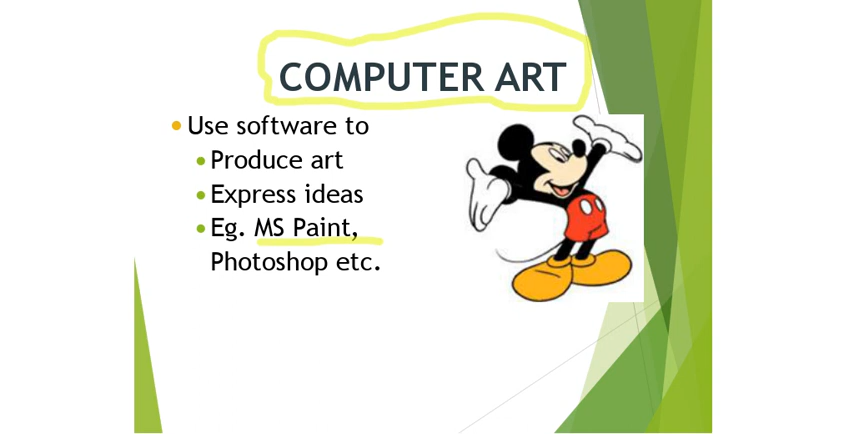 COMPUTER ART
Use software to
Produce art
Express ideas
Eg. MS Paint,
Photoshop etc.